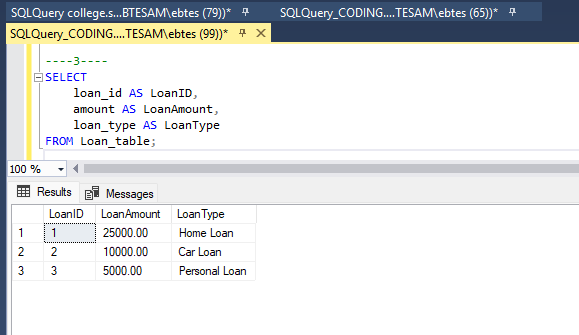 SQLQuery college.s...BTESAM\ebtes (79))* SQLQuery_CODING....TESAM\ebtes (65))*
SQLQuery_CODING....TESAM\ebtes (99))*
----3----
SELECT
loan_id AS LoanID,
amount AS LoanAmount,
loan_type AS LoanType
FROM Loan_table;
100 %
Results Messages
LoanID LoanAmount LoanType
1 1 25000.00 Home Loan
2 2 10000.00 Car Loan
3 3 5000.00 Personal Loan